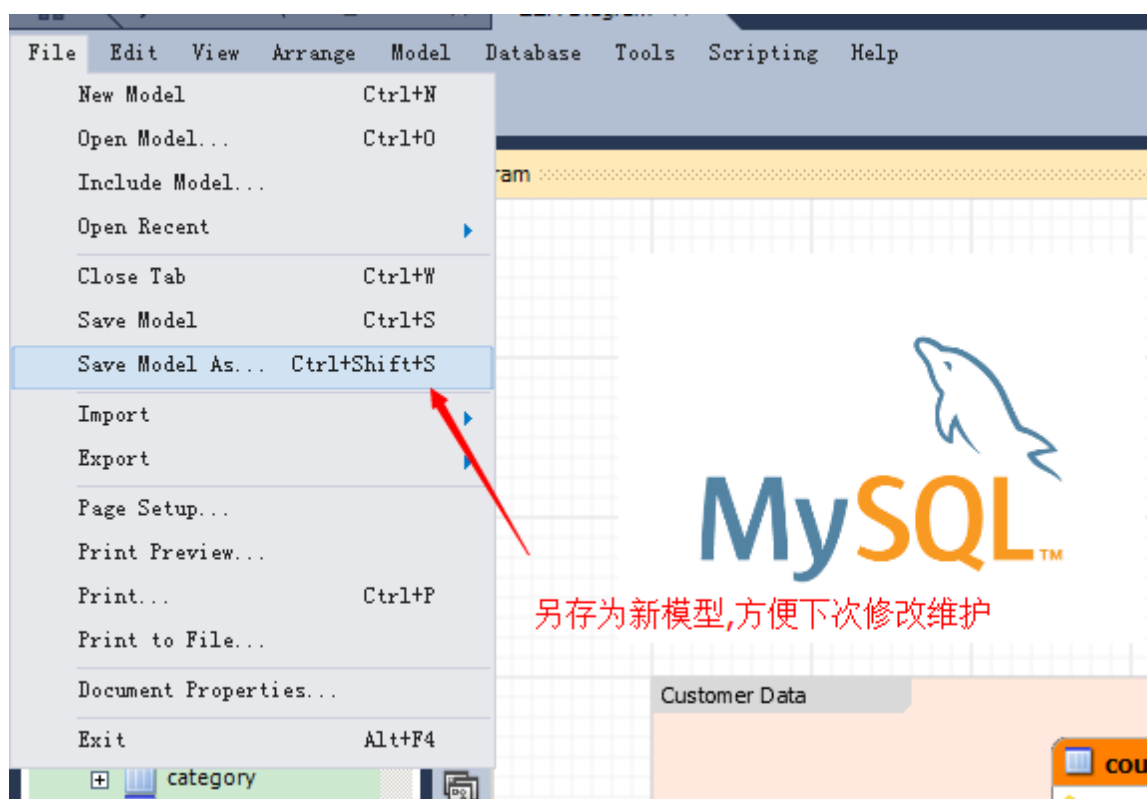 File Edit View Arrange Model Database Tools Scripting Help
New Model Ctrl+N
Open Model... Ctrl+O
Include Model...
Open Recent
Close Tab Ctrl+W
Save Model Ctrl+S
Save Model As... Ctrl+Shift+S
Import
Export
Page Setup...
Print Preview...
Print... Ctrl+P
Print to File...
Document Properties...
Exit Alt+F4
ram
MySQL™
另存为新模型,方便下次修改维护
Customer Data
cou
category